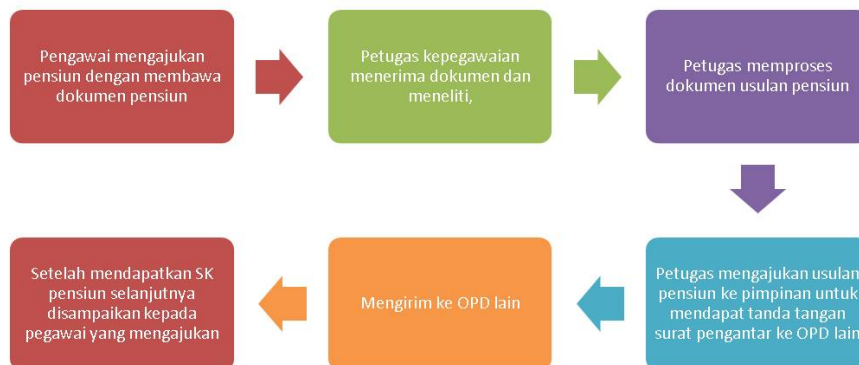 Pengawai mengajukan
pensiun dengan membawa
dokumen pensiun
Petugas kepegawaian
menerima dokumen dan
meneliti,
Petugas memproses
dokumen usulan pensiun
Petugas mengajukan usulan
pensiun ke pimpinan untuk
mendapat tanda tangan
surat pengantar ke OPD lain
Mengirim ke OPD lain
Setelah mendapatkan SK
pensiun selanjutnya
disampaikan kepada
pegawai yang mengajukan